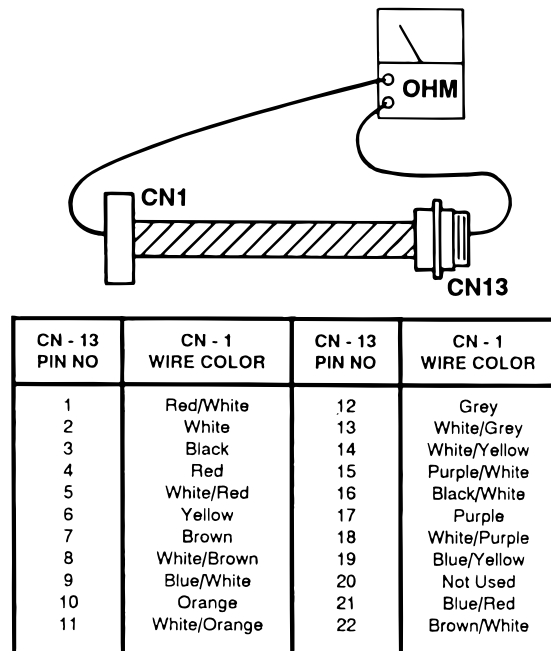 OHM
CN1
CN13
CN - 13 PIN NO CN - 1 WIRE COLOR CN - 13 PIN NO CN - 1 WIRE COLOR
1 Red/White 12 Grey
2 White 13 White/Grey
3 Black 14 White/Yellow
4 Red 15 Purple/White
5 White/Red 16 Black/White
6 Yellow 17 Purple
7 Brown 18 White/Purple
8 White/Brown 19 Blue/Yellow
9 Blue/White 20 Not Used
10 Orange 21 Blue/Red
11 White/Orange 22 Brown/White